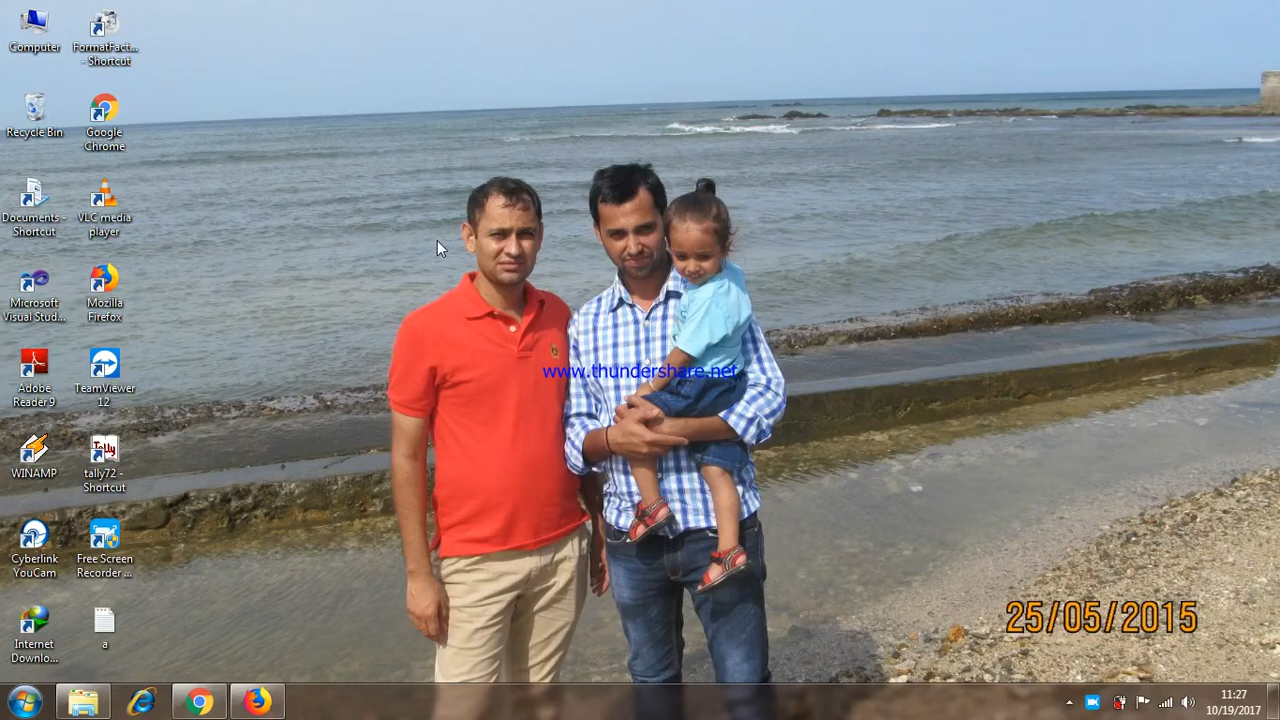 Computer
FormatFact...
- Shortcut
Recycle Bin
Google
Chrome
Documents -
Shortcut
VLC media
player
Microsoft
Visual Stud...
Mozilla
Firefox
Adobe
Reader 9
TeamViewer
12
WINAMP
Tally
tally72 -
Shortcut
Cyberlink
YouCam
Free Screen
Recorder ...
Internet
Downlo...
a
www.thundershare.net
25/05/2015
11:27
10/19/2017